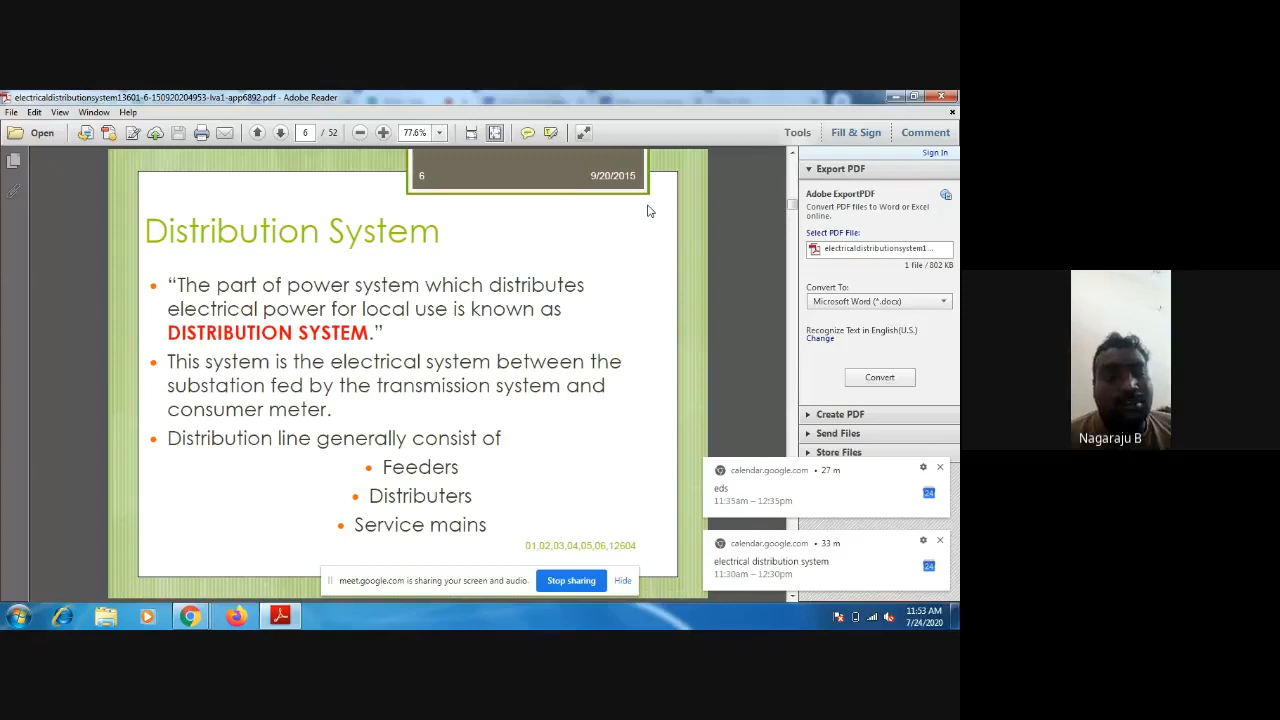 electricaldistributionsystem13601-6-150920204953-lva1-app6892.pdf - Adobe Reader
File Edit View Window Help
Open 6 / 52 77.6% Tools Fill & Sign Comment
Sign In
6 9/20/2015
Distribution System
• “The part of power system which distributes
electrical power for local use is known as
DISTRIBUTION SYSTEM.”
• This system is the electrical system between the
substation fed by the transmission system and
consumer meter.
• Distribution line generally consist of
• Feeders
• Distributers
• Service mains
01,02,03,04,05,06,12604
Export PDF
Adobe ExportPDF
Convert PDF files to Word or Excel
online.
Select PDF File:
electricaldistributionsystem1...
1 file / 802 KB
Convert To:
Microsoft Word (*.docx)
Recognize Text in English(U.S.)
Change
Convert
Create PDF
Send Files
Store Files
calendar.google.com • 27 m
eds
11:35am – 12:35pm
24
calendar.google.com • 33 m
electrical distribution system
11:30am – 12:30pm
24
meet.google.com is sharing your screen and audio. Stop sharing Hide
11:53 AM
7/24/2020
Nagaraju B